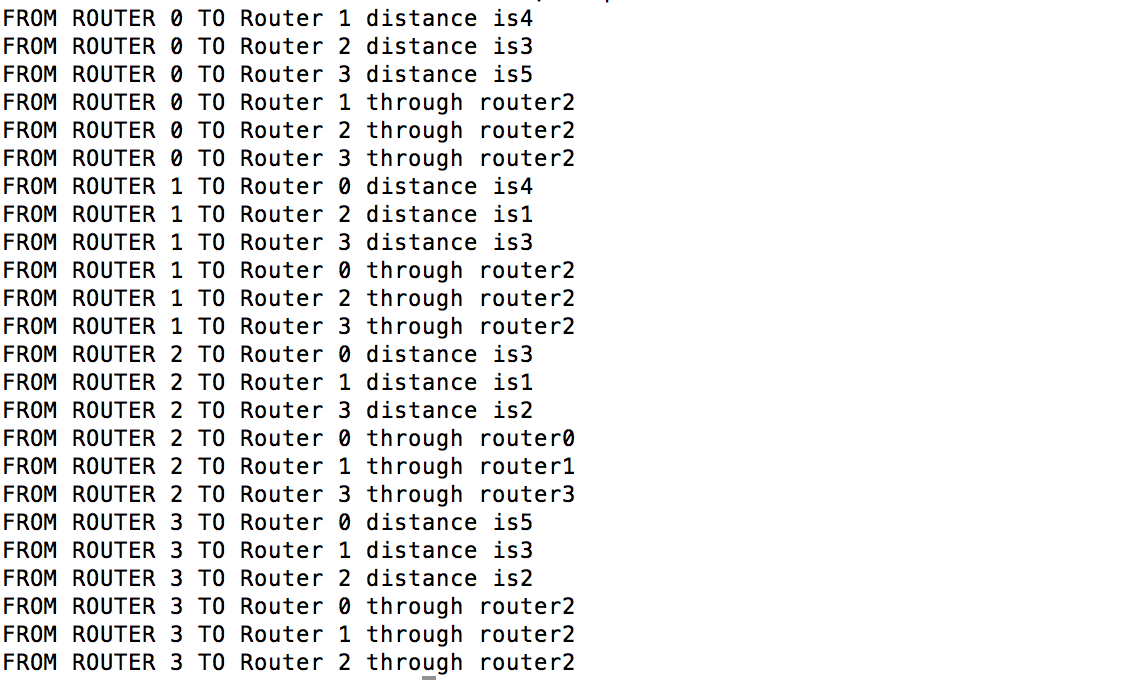 FROM ROUTER 0 TO Router 1 distance is4
FROM ROUTER 0 TO Router 2 distance is3
FROM ROUTER 0 TO Router 3 distance is5
FROM ROUTER 0 TO Router 1 through router2
FROM ROUTER 0 TO Router 2 through router2
FROM ROUTER 0 TO Router 3 through router2
FROM ROUTER 1 TO Router 0 distance is4
FROM ROUTER 1 TO Router 2 distance is1
FROM ROUTER 1 TO Router 3 distance is3
FROM ROUTER 1 TO Router 0 through router2
FROM ROUTER 1 TO Router 2 through router2
FROM ROUTER 1 TO Router 3 through router2
FROM ROUTER 2 TO Router 0 distance is3
FROM ROUTER 2 TO Router 1 distance is1
FROM ROUTER 2 TO Router 3 distance is2
FROM ROUTER 2 TO Router 0 through router0
FROM ROUTER 2 TO Router 1 through router1
FROM ROUTER 2 TO Router 3 through router3
FROM ROUTER 3 TO Router 0 distance is5
FROM ROUTER 3 TO Router 1 distance is3
FROM ROUTER 3 TO Router 2 distance is2
FROM ROUTER 3 TO Router 0 through router2
FROM ROUTER 3 TO Router 1 through router2
FROM ROUTER 3 TO Router 2 through router2